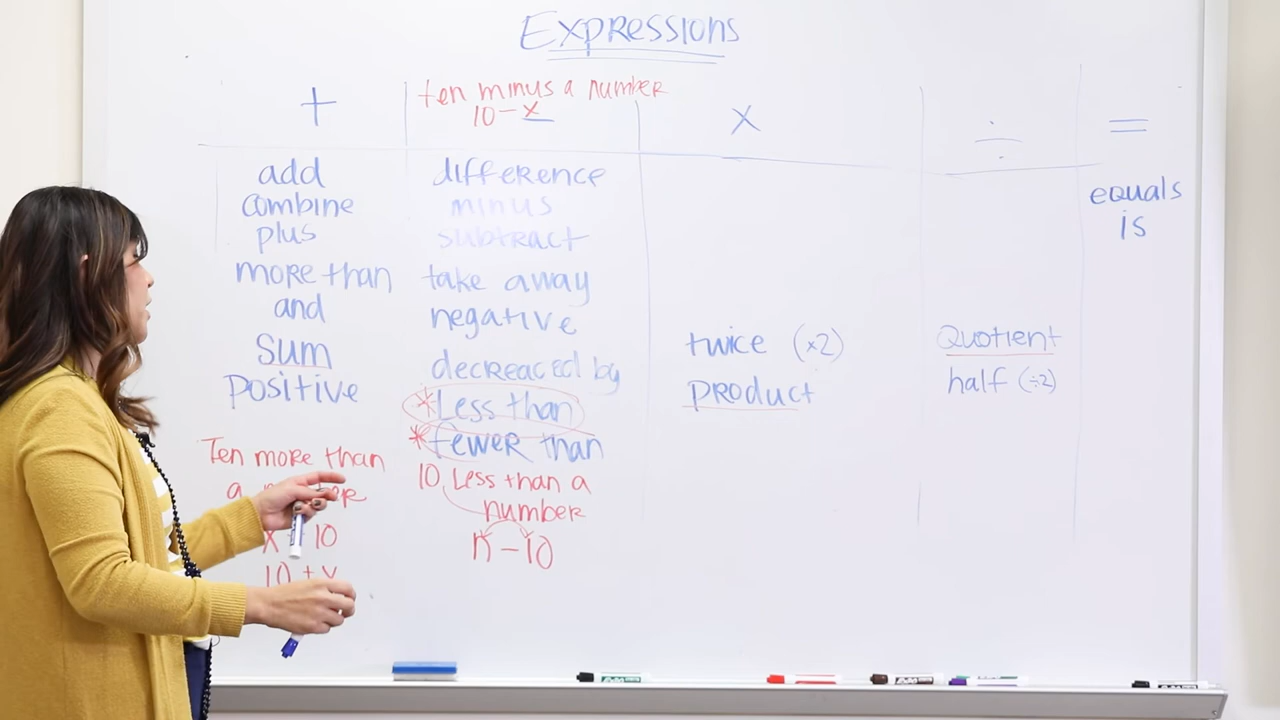 Expressions
+
ten minus a number
10 - x
x
÷
=
add
combine
plus
more than
and
sum
positive
Ten more than
a
x 10
10 + x
difference
minus
subtract
take away
negative
decreaced by
*Less than
*fewer than
10 Less than a
number
n - 10
twice (x2)
product
Quotient
half (÷2)
equals
is